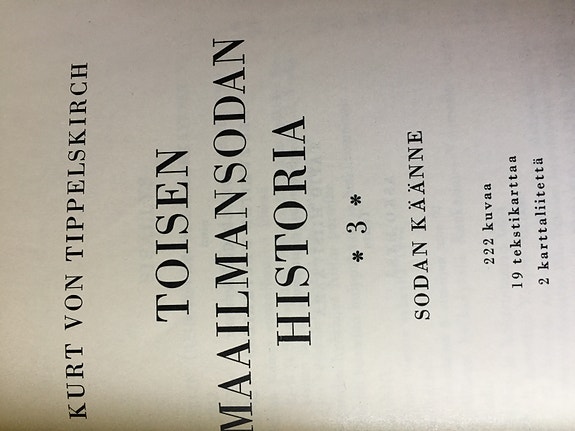 KURT VON TIPPELSKIRCH
TOISEN
MAAILMANSODAN
HISTORIA
* 3 *
SODAN KÄÄNNE
222 kuvaa
19 tekstikarttaa
2 karttaliitettä